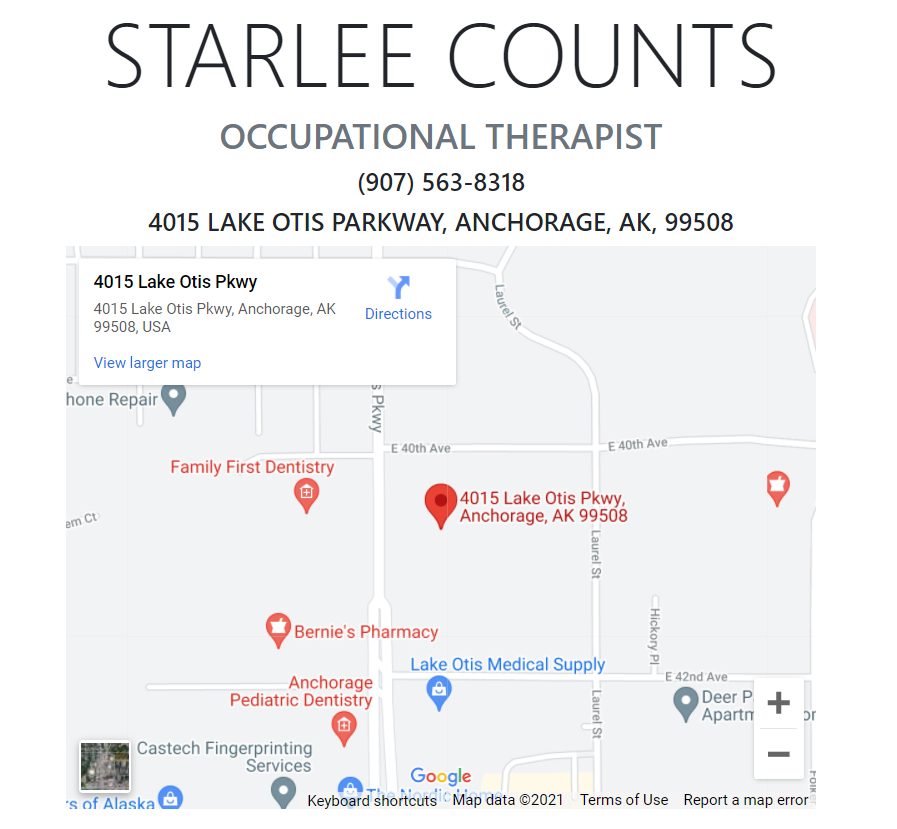 STARLEE COUNTS
OCCUPATIONAL THERAPIST
(907) 563-8318
4015 LAKE OTIS PARKWAY, ANCHORAGE, AK, 99508
4015 Lake Otis Pkwy
4015 Lake Otis Pkwy, Anchorage, AK
99508, USA
Directions
View larger map
Laurel St
hone Repair
s Pkwy
E 40th Ave
E 40th Ave
Family First Dentistry
4015 Lake Otis Pkwy,
Anchorage, AK 99508
em Ct
Laurel St
Bernie's Pharmacy
Hickory Pl
Lake Otis Medical Supply
E 42nd Ave
Anchorage
Pediatric Dentistry
Laurel St
Deer P
Apartm
Castech Fingerprinting
Services
Google
rs of Alaska
The Nordic Home
Keyboard shortcuts
Map data ©2021
Terms of Use
Report a map error